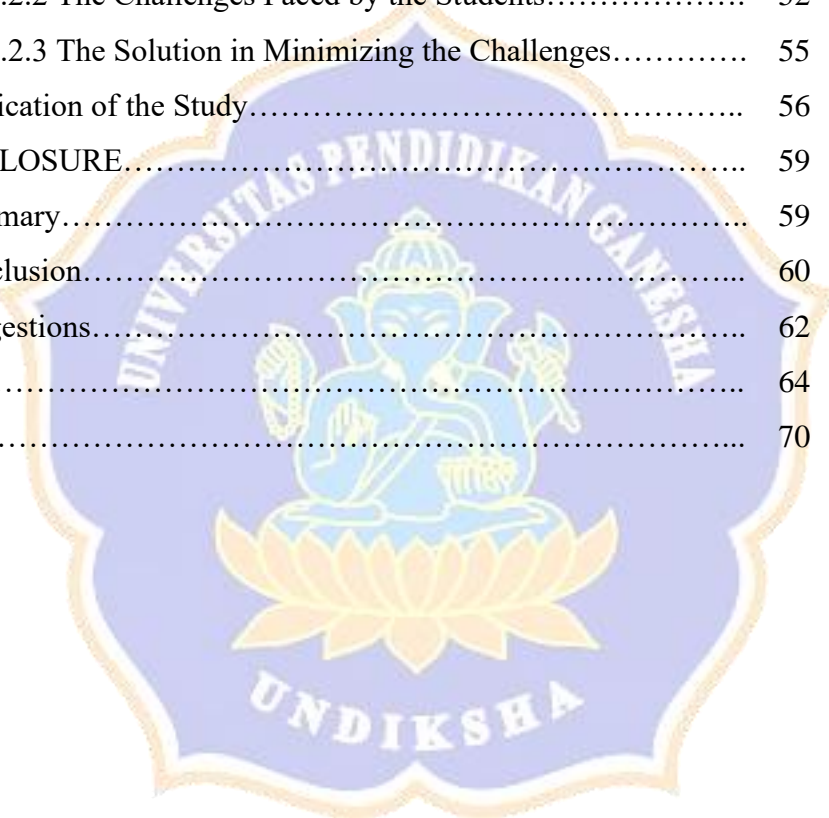 .2.2 The Challenges Faced by the Students…………………. 52
.2.3 The Solution in Minimizing the Challenges…………. 55
ication of the Study……………………………………….. 56
LOSURE…………………………………………………….. 59
mary………………………………………………………….. 59
clusion………………………………………………………... 60
gestions……………………………………………………….. 62
……………………………………………………………….. 64
………………………………………………………………... 70
UNIVERSITAS PENDIDIKAN GANESHA
UNDIKSHA